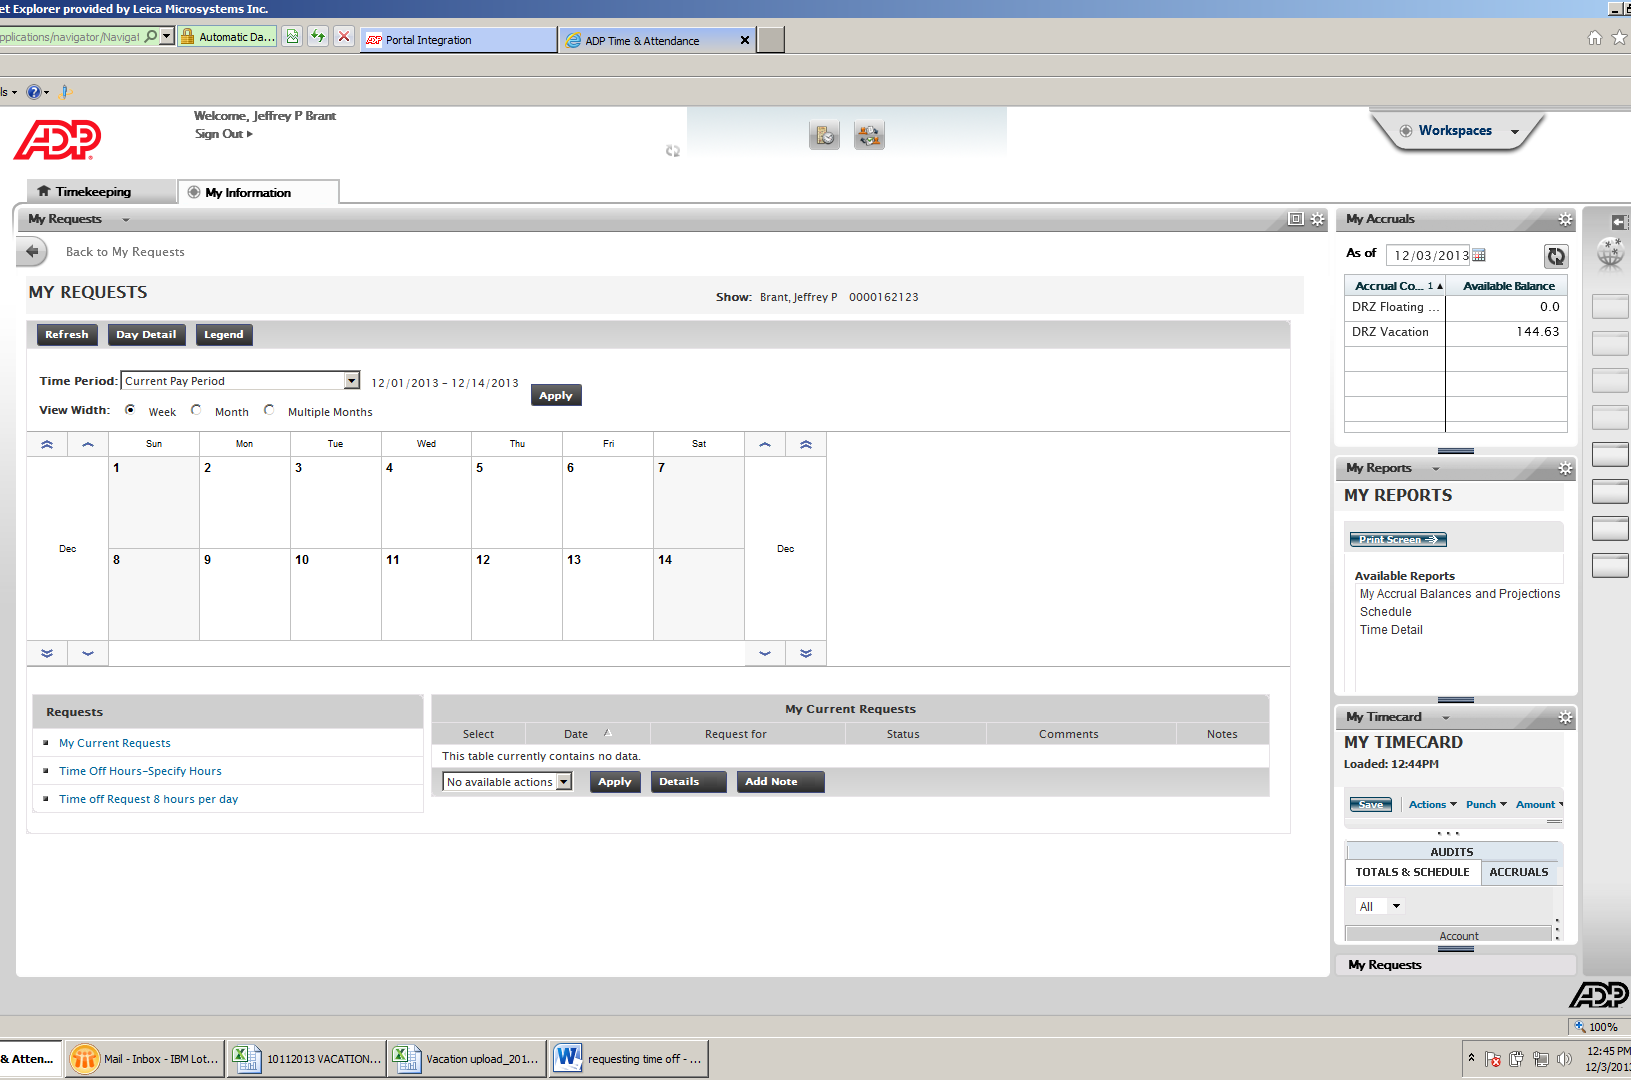 et Explorer provided by Leica Microsystems Inc.
pplications/navigator/Navigat
Automatic Da...
Portal Integration
ADP Time & Attendance
ls
Welcome, Jeffrey P Brant
Sign Out
ADP
Workspaces
Timekeeping
My Information
My Requests
Back to My Requests
MY REQUESTS
Show: Brant, Jeffrey P 0000162123
Refresh
Day Detail
Legend
Time Period: Current Pay Period 12/01/2013 - 12/14/2013
Apply
View Width: Week Month Multiple Months
Sun Mon Tue Wed Thu Fri Sat
1 2 3 4 5 6 7
Dec Dec
8 9 10 11 12 13 14
Requests
My Current Requests
Time Off Hours-Specify Hours
Time off Request 8 hours per day
My Current Requests
Select Date Request for Status Comments Notes
This table currently contains no data.
No available actions Apply Details Add Note
My Accruals
As of 12/03/2013
Accrual Co... 1 Available Balance
DRZ Floating ... 0.0
DRZ Vacation 144.63
My Reports
MY REPORTS
Print Screen
Available Reports
My Accrual Balances and Projections
Schedule
Time Detail
My Timecard
MY TIMECARD
Loaded: 12:44PM
Save Actions Punch Amount
AUDITS
TOTALS & SCHEDULE ACCRUALS
All
Account
My Requests
ADP
100%
& Atten...
Mail - Inbox - IBM Lot...
10112013 VACATION...
Vacation upload_201...
requesting time off - ...
12:45 PM
12/3/2013